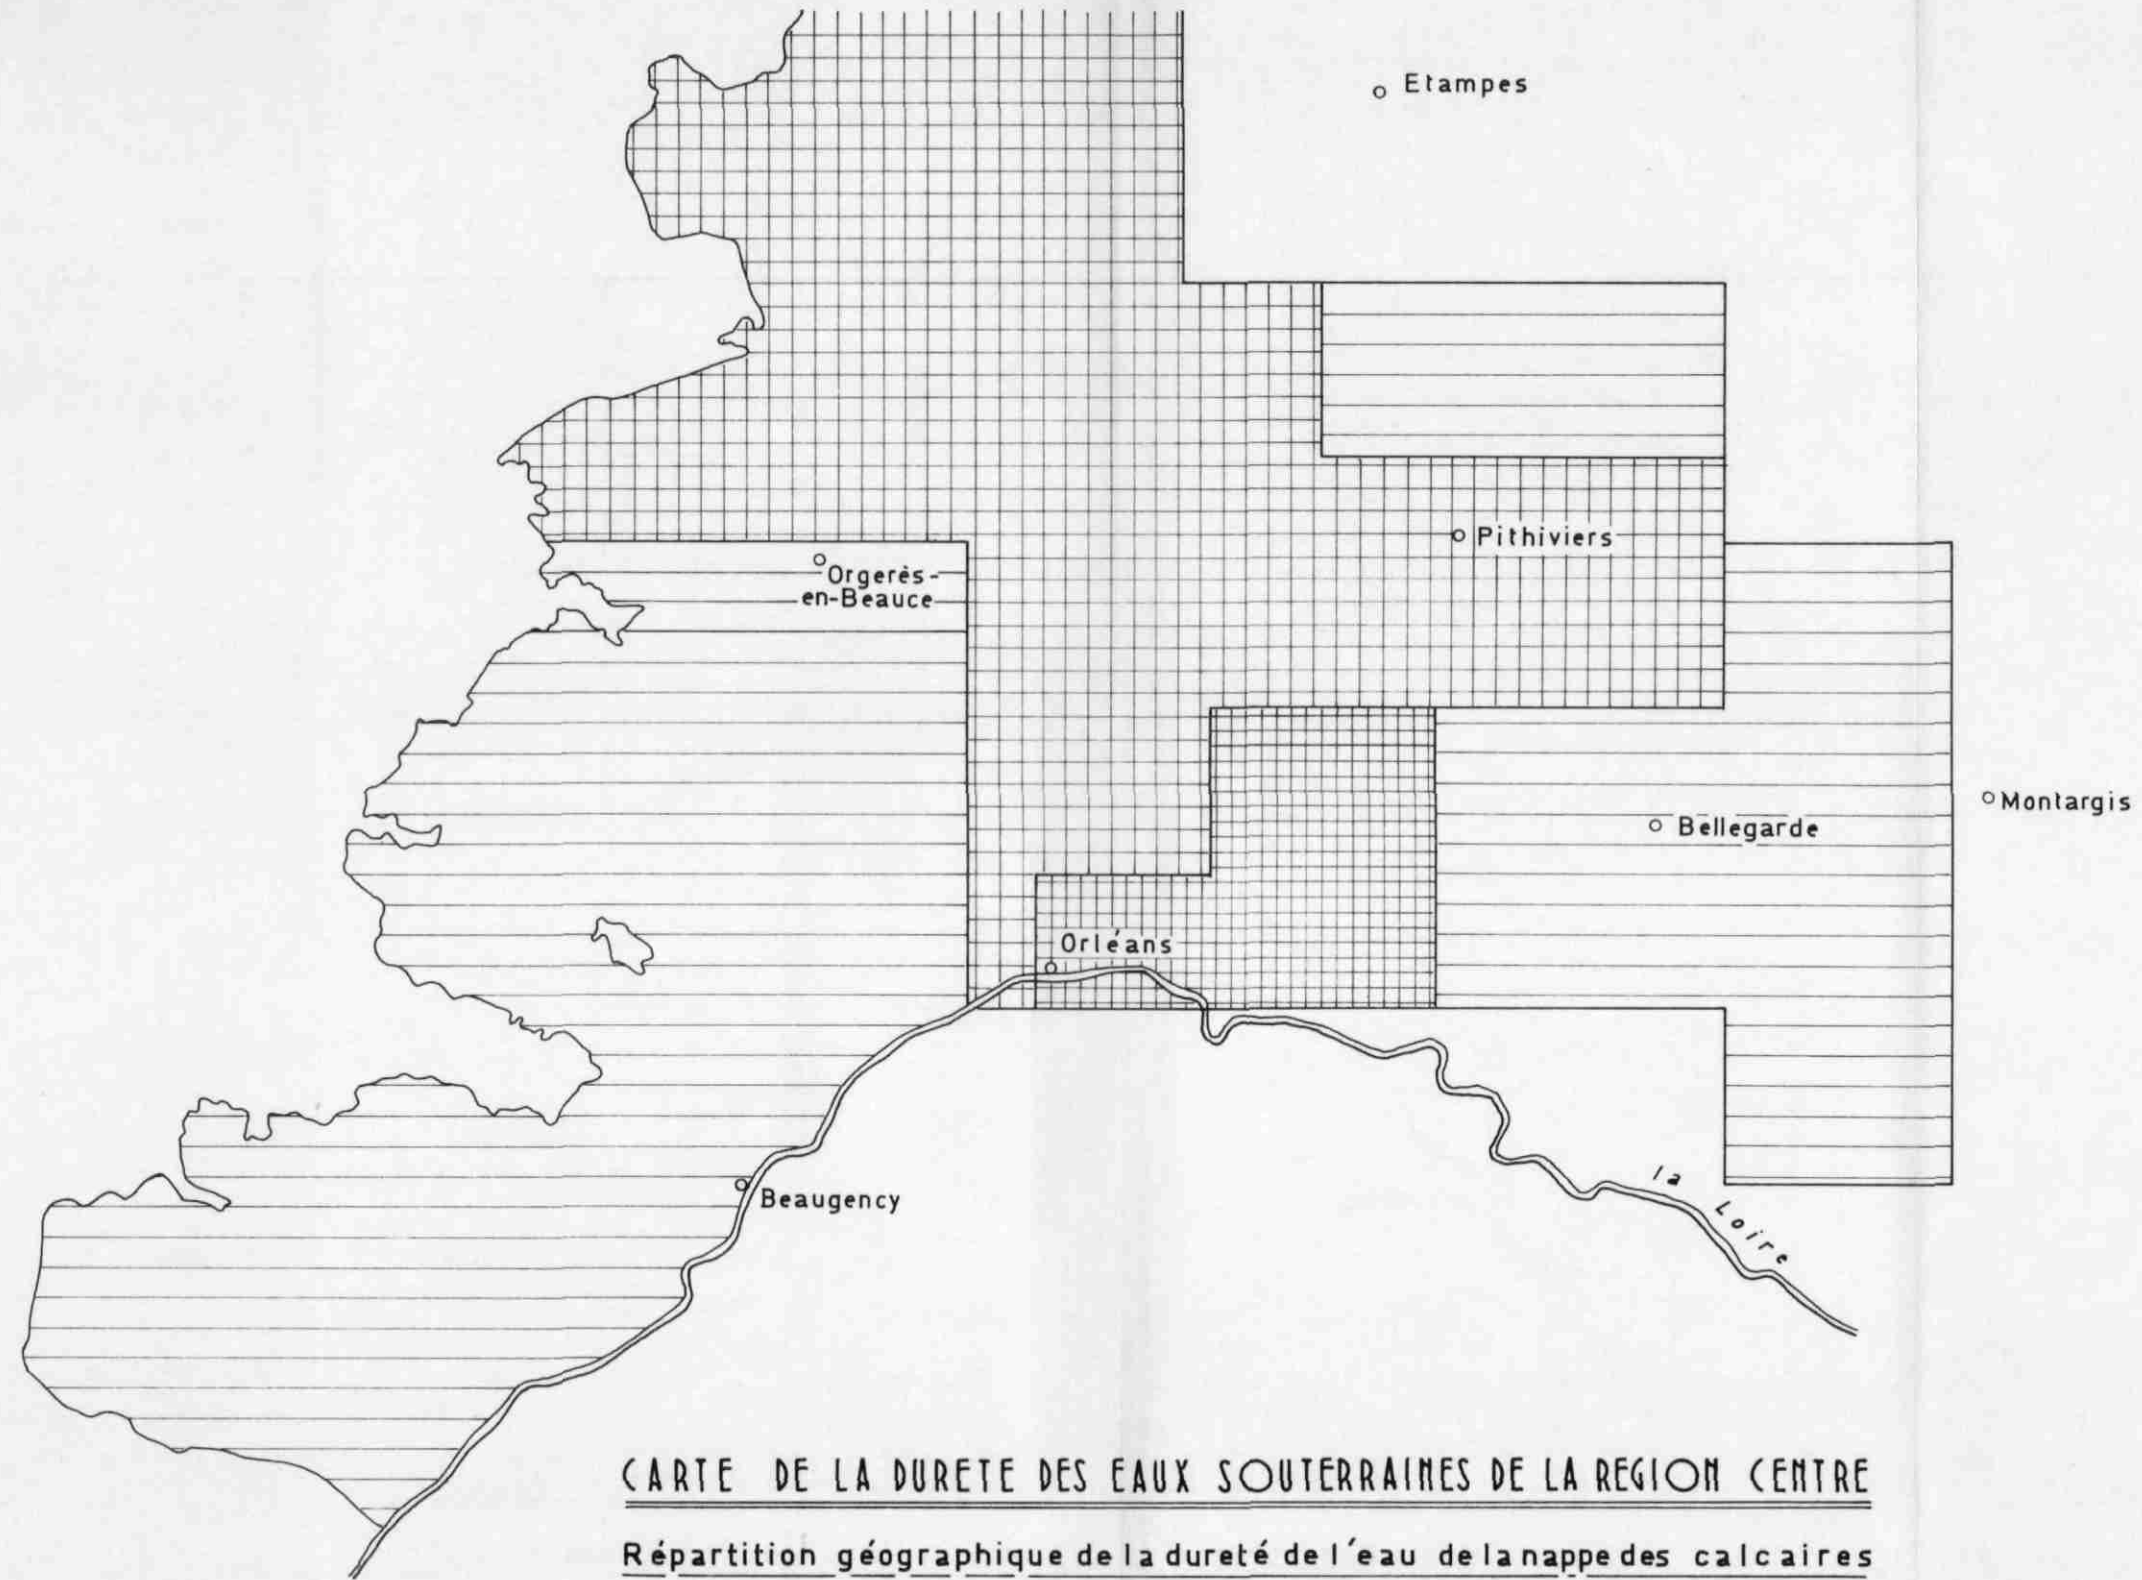 Etampes
Pithiviers
Orgerès-
en-Beauce
Montargis
Bellegarde
Orléans
Beaugency
la Loire
CARTE DE LA DURETE DES EAUX SOUTERRAINES DE LA REGION CENTRE
Répartition géographique de la dureté de l'eau de la nappe des calcaires